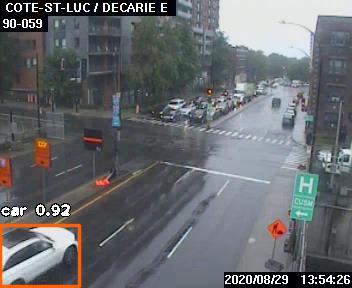 COTE-ST-LUC / DECARIE E
90-059
car 0.92
H
CUSM
2020/08/29 13:54:26